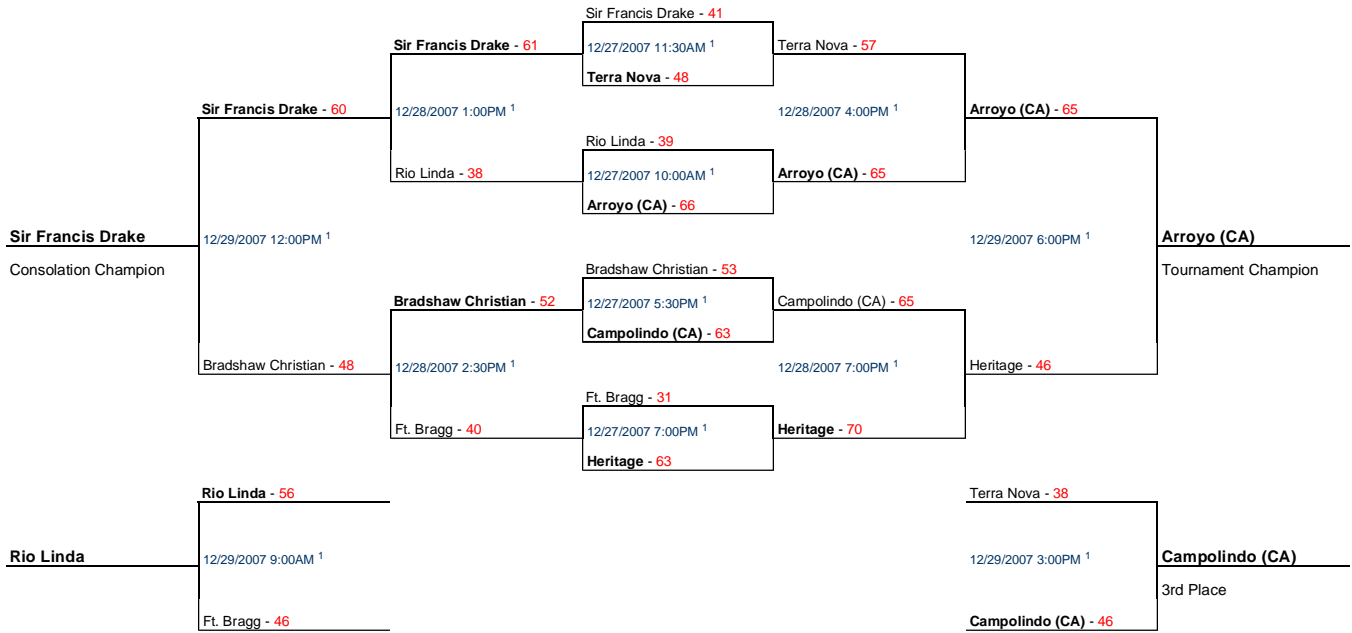 Sir Francis Drake - 41
Sir Francis Drake - 61
12/27/2007 11:30AM 1
Terra Nova - 57
Terra Nova - 48
Sir Francis Drake - 60
12/28/2007 1:00PM 1
12/28/2007 4:00PM 1
Arroyo (CA) - 65
Rio Linda - 39
Rio Linda - 38
12/27/2007 10:00AM 1
Arroyo (CA) - 65
Arroyo (CA) - 66
Sir Francis Drake
12/29/2007 12:00PM 1
12/29/2007 6:00PM 1
Arroyo (CA)
Consolation Champion
Bradshaw Christian - 53
Tournament Champion
Bradshaw Christian - 52
12/27/2007 5:30PM 1
Campolindo (CA) - 65
Campolindo (CA) - 63
Bradshaw Christian - 48
12/28/2007 2:30PM 1
12/28/2007 7:00PM 1
Heritage - 46
Ft. Bragg - 31
Ft. Bragg - 40
12/27/2007 7:00PM 1
Heritage - 70
Heritage - 63
Rio Linda - 56
Terra Nova - 38
Rio Linda
12/29/2007 9:00AM 1
12/29/2007 3:00PM 1
Campolindo (CA)
3rd Place
Ft. Bragg - 46
Campolindo (CA) - 46